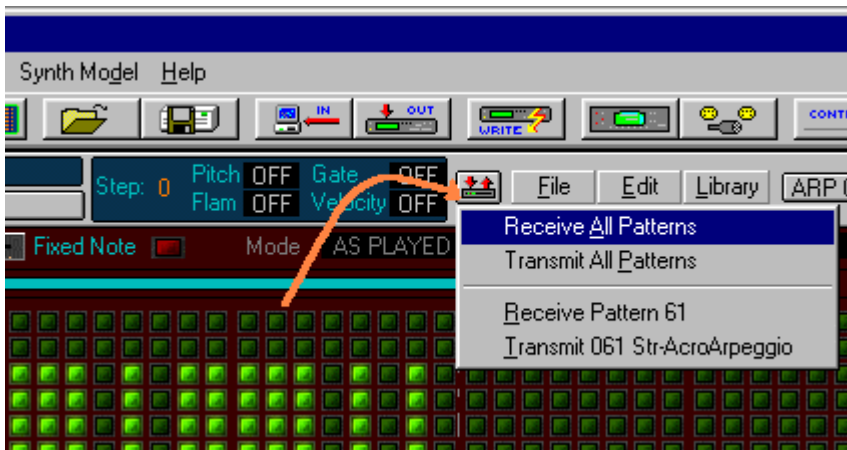 Synth Model Help
IN OUT WRITE
Step: 0 Pitch OFF Gate OFF
Flam OFF Velocity OFF
File Edit Library ARP
Fixed Note Mode AS PLAYED
Receive All Patterns
Transmit All Patterns
Receive Pattern 61
Transmit 061 Str-AcroArpeggio